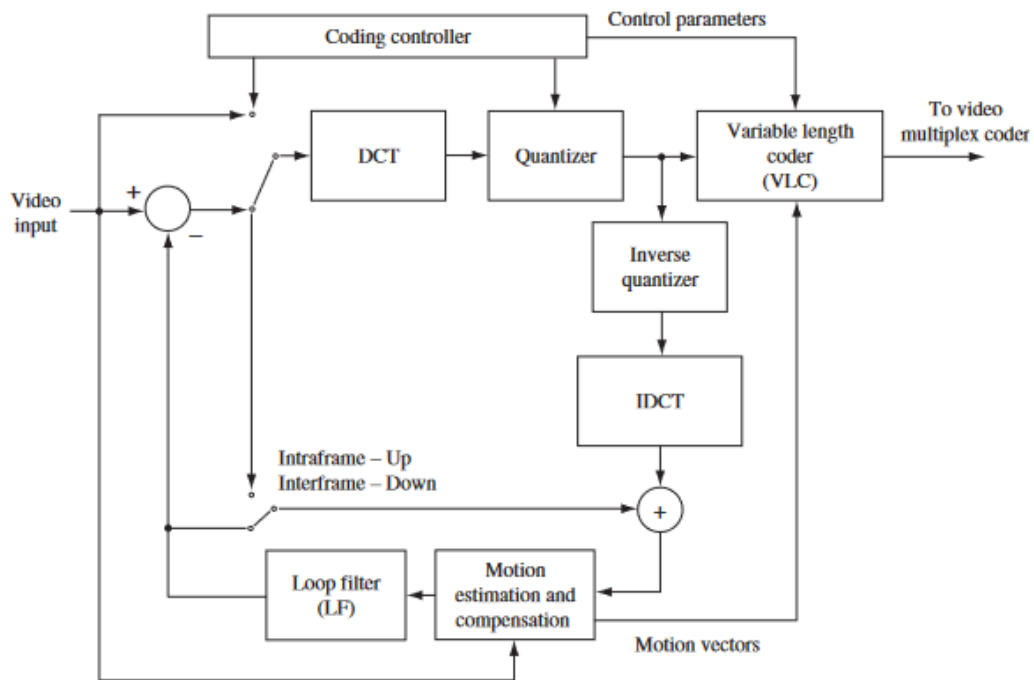 Control parameters
Coding controller
To video
multiplex coder
Variable length
coder
(VLC)
DCT
Quantizer
Video
input
+
–
Inverse
quantizer
IDCT
Intraframe – Up
Interframe – Down
+
Loop filter
(LF)
Motion
estimation and
compensation
Motion vectors